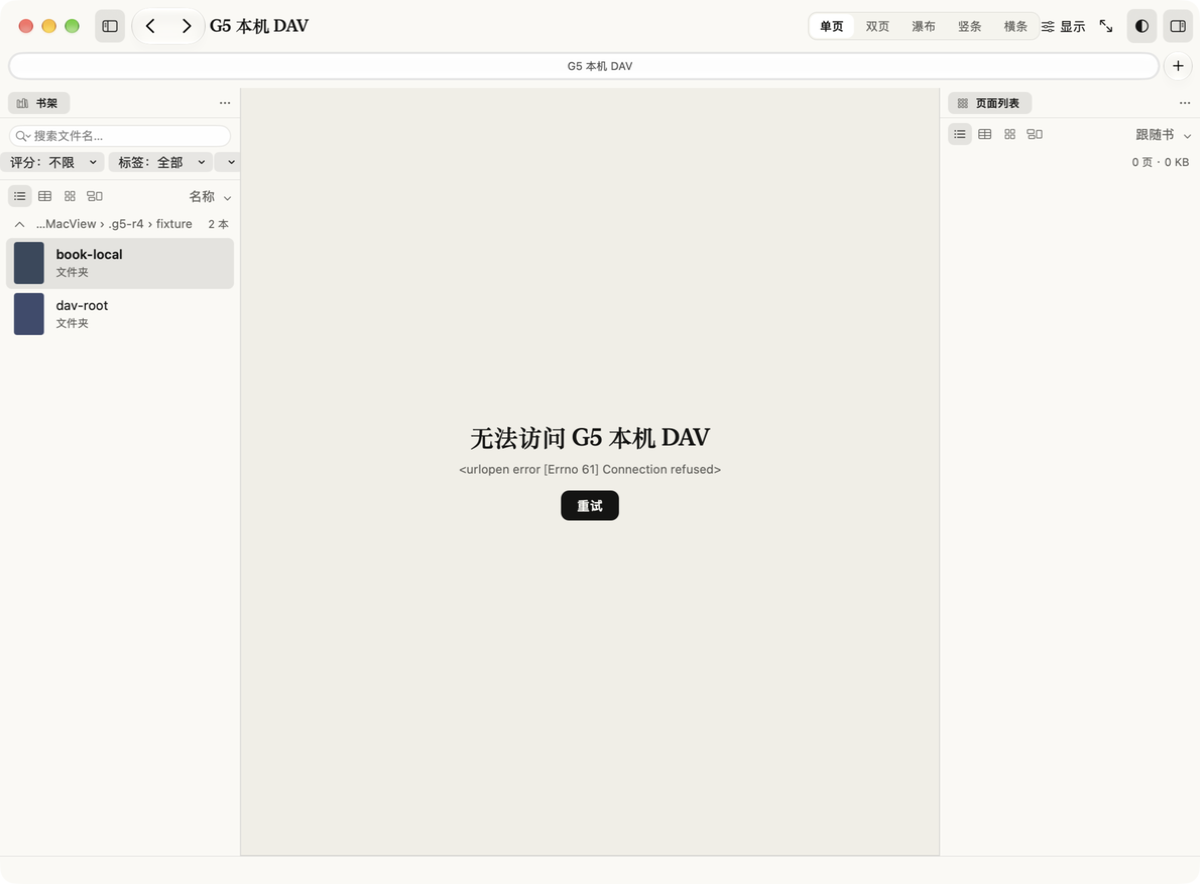 G5 本机 DAV
单页 双页 瀑布 竖条 横条 显示
G5 本机 DAV
书架 ...
搜索文件名...
评分：不限 标签：全部
名称
...MacView › .g5-r4 › fixture 2 本
book-local
文件夹
dav-root
文件夹
无法访问 G5 本机 DAV
<urlopen error [Errno 61] Connection refused>
重试
页面列表 ...
跟随书
0 页 · 0 KB